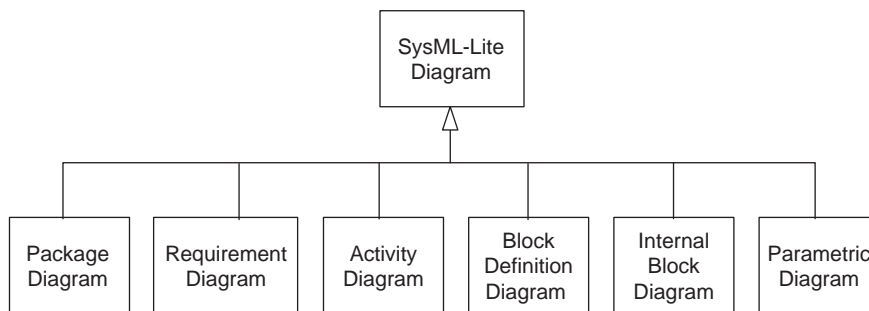 SysML-Lite
Diagram
Package
Diagram
Requirement
Diagram
Activity
Diagram
Block
Definition
Diagram
Internal
Block
Diagram
Parametric
Diagram